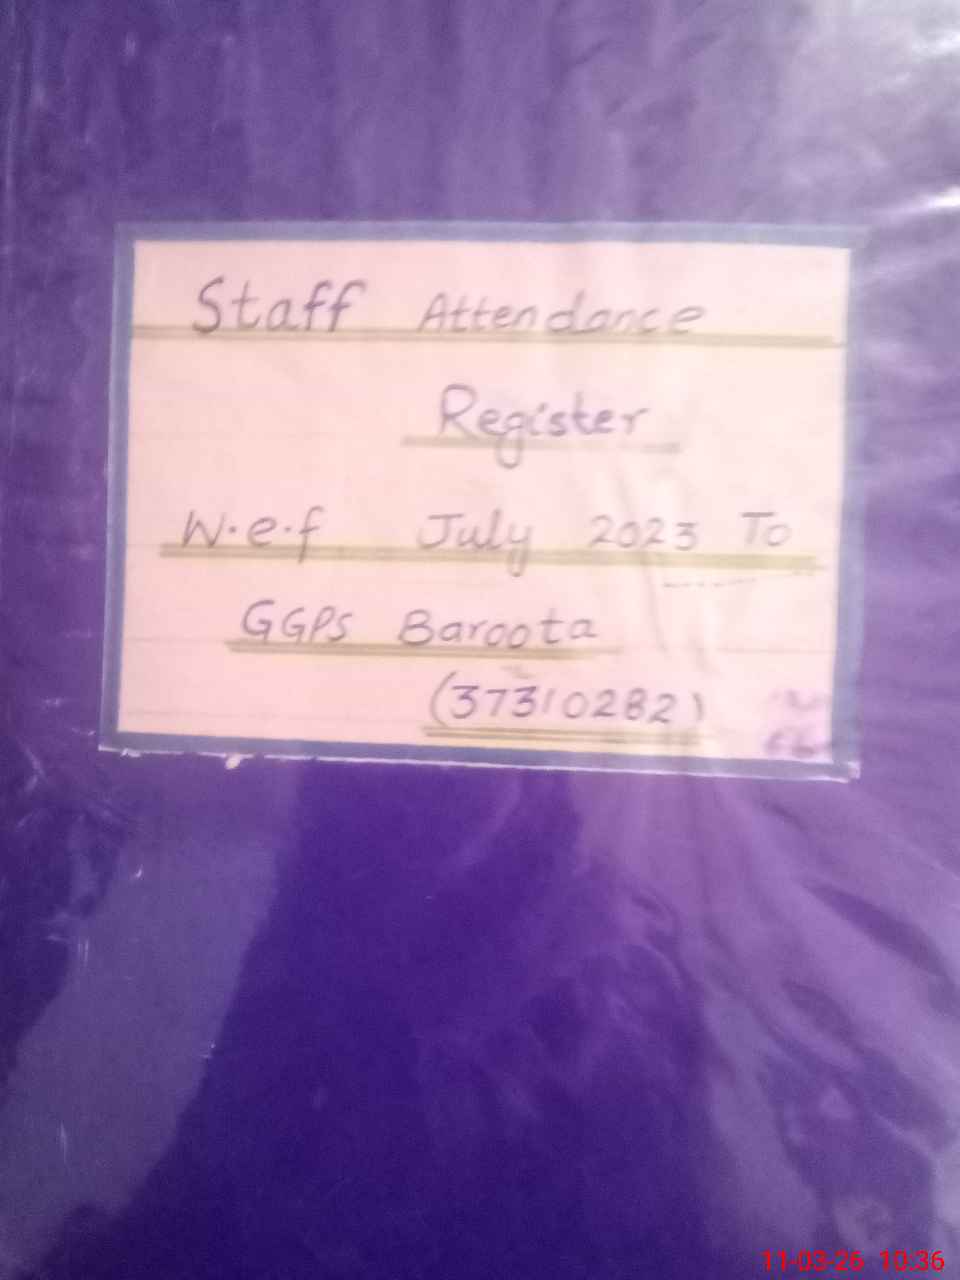 Staff Attendance
Register
W.e.f July 2023 To
GGPS Baroota
(37310282)
11-03-26 10:36